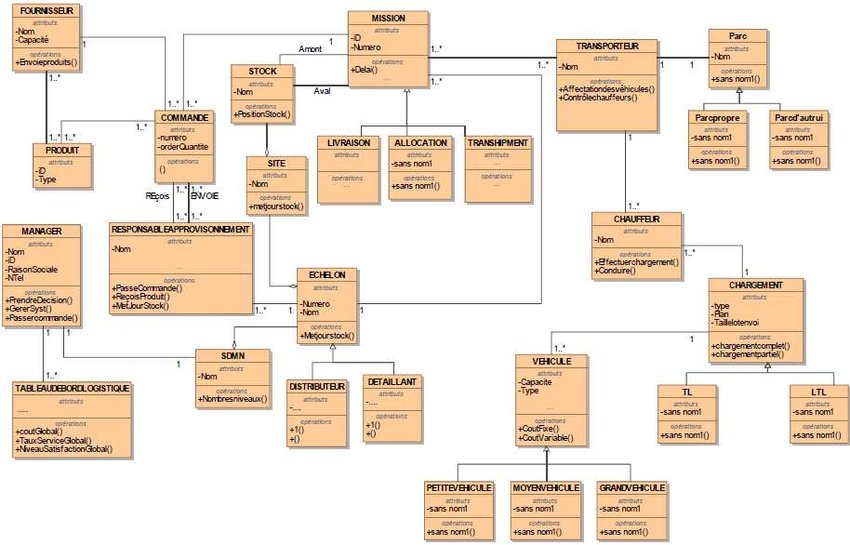 FOURNISSEUR
attributs
-Nom
-Capacité
opérations
+Envoieproduits()
1
1..*
1..*
1..*
1..*
1..*
PRODUIT
attributs
-ID
-Type
COMMANDE
attributs
-numero
-orderQuantite
opérations
()
REçois
ENVOIE
1..*
1..*
1..*
1..*
MISSION
attributs
-ID
-Numero
opérations
+Delai()
....
1
Amont
Aval
1..*
1..*
STOCK
attributs
-Nom
opérations
+PositionStock()
LIVRAISON
attributs
...
opérations
...
ALLOCATION
attributs
-sans nom1
opérations
+sans nom1()
TRANSHIPMENT
attributs
...
opérations
...
SITE
attributs
-Nom
opérations
+metjourstock()
TRANSPORTEUR
attributs
-Nom
opérations
+Affectationdesvéhicules()
+Contrôlechauffeurs()
1..*
1
1
1
1..*
Parc
attributs
-Nom
opérations
+sans nom1()
Parcpropre
attributs
-sans nom1
opérations
+sans nom1()
Parcd'autrui
attributs
-sans nom1
opérations
+sans nom1()
CHAUFFEUR
attributs
-Nom
opérations
+Effectuerchargement()
+Conduire()
1..*
1
CHARGEMENT
attributs
-type
-Plan
-Taillelotenvoi
opérations
+chargementcomplet()
+chargementpartiel()
1
1..*
MANAGER
attributs
-Nom
-ID
-RaisonSociale
-NTel
opérations
+PrendreDecision()
+GererSyst()
+Passercommande()
1
1
1
1
RESPONSABLEAPPROVISONNEMENT
attributs
-Nom
...
opérations
+PasseCommande()
+ReçoisProduit()
+MetJourStock()
1..*
1
ECHELON
attributs
-Numero
-Nom
opérations
+Metjourstock()
1
SDMN
attributs
-Nom
opérations
+Nombresniveaux()
TABLEAUDEBORDLOGISTIQUE
attributs
.....
opérations
+coutGlobal()
+TauxServiceGlobal()
+NiveauSatisfactionGlobal()
DISTRIBUTEUR
attributs
-....
opérations
+1()
+()
DETAILLANT
attributs
-....
opérations
+1()
+()
VEHICULE
attributs
-Capacite
-Type
...
opérations
+CoutFixe()
+CoutVariable()
TL
attributs
-sans nom1
opérations
+sans nom1()
LTL
attributs
-sans nom1
opérations
+sans nom1()
PETITEVEHICULE
attributs
-sans nom1
opérations
+sans nom1()
MOYENVEHICULE
attributs
-sans nom1
opérations
+sans nom1()
GRANDVEHICULE
attributs
-sans nom1
opérations
+sans nom1()